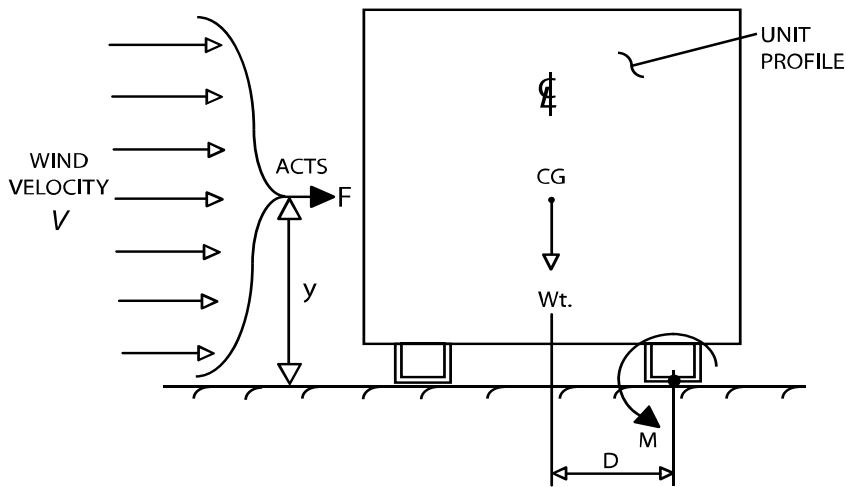 UNIT
PROFILE
℄
ACTS
WIND
VELOCITY
V
F
CG
y
Wt.
M
D